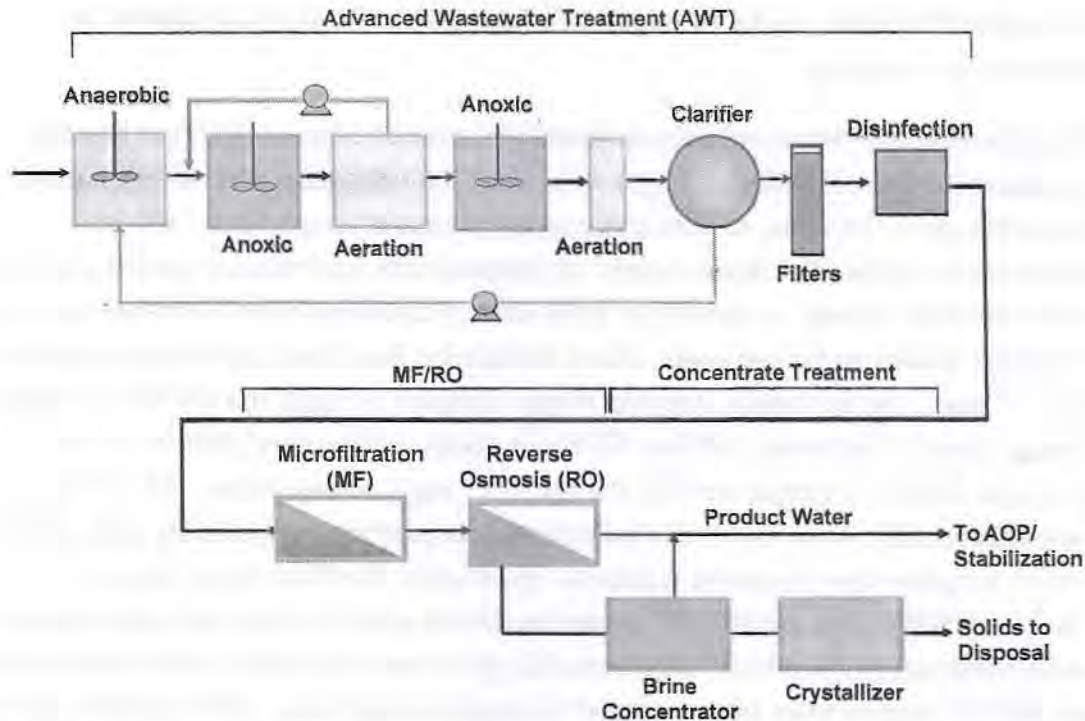 Advanced Wastewater Treatment (AWT)
Anaerobic
Anoxic
Clarifier
Disinfection
Anoxic
Aeration
Aeration
Filters
MF/RO
Concentrate Treatment
Microfiltration
(MF)
Reverse
Osmosis (RO)
Product Water
To AOP/
Stabilization
Solids to
Disposal
Brine
Concentrator
Crystallizer